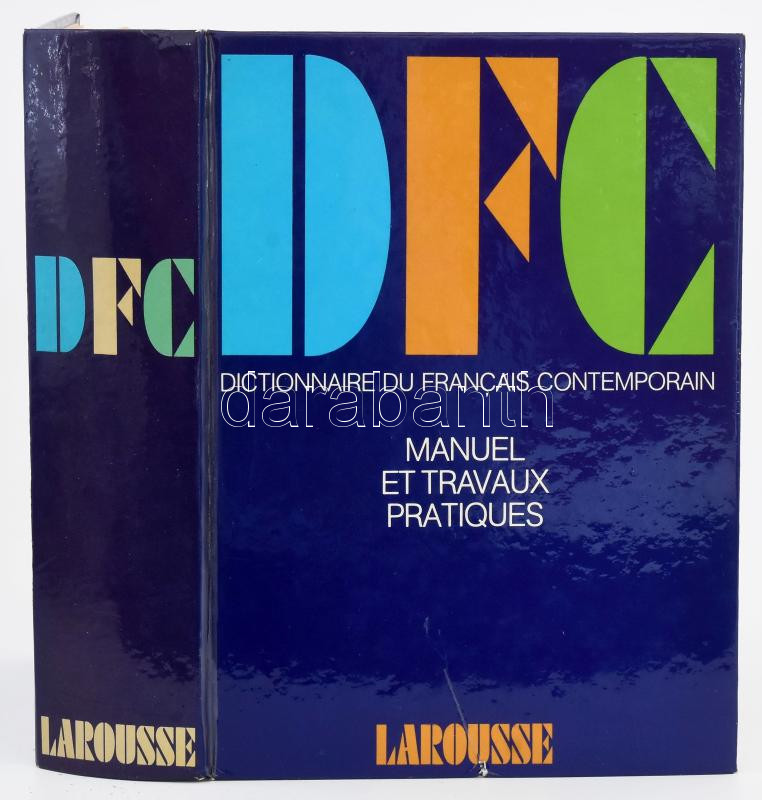 DFC
LAROUSSE
DFC
DICTIONNAIRE DU FRANÇAIS CONTEMPORAIN
darabanth
MANUEL
ET TRAVAUX
PRATIQUES
LAROUSSE